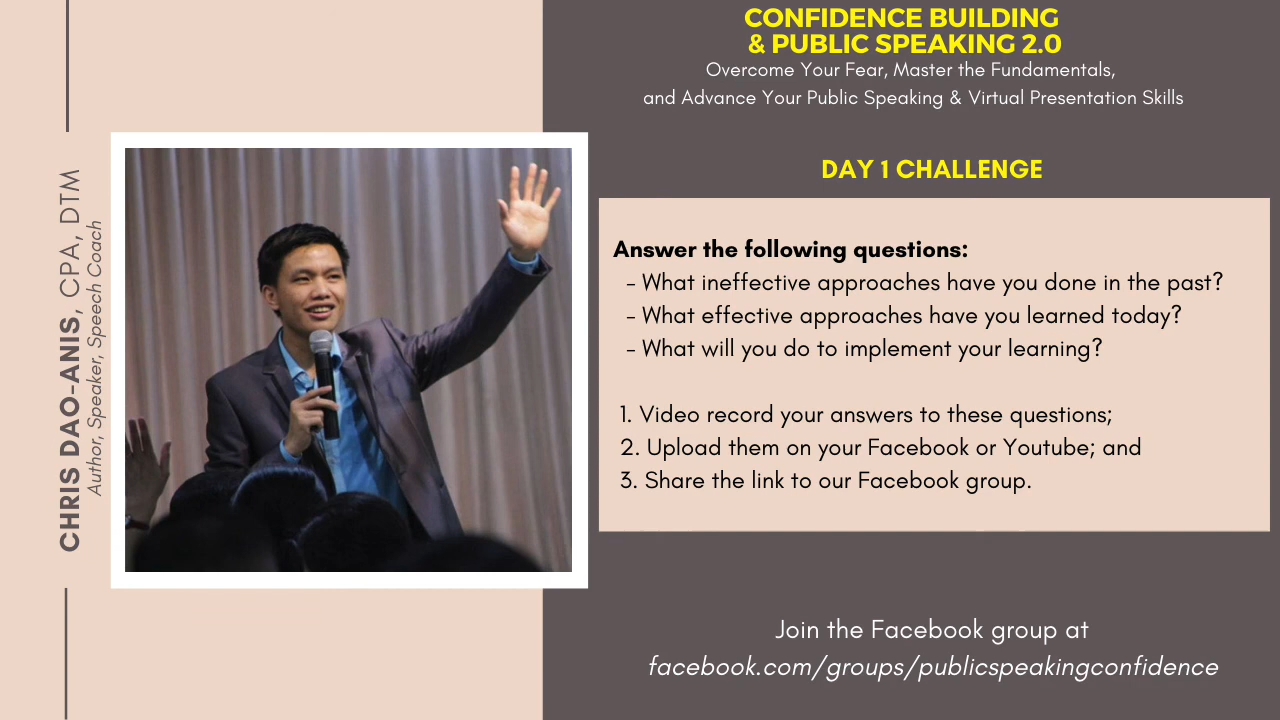 CONFIDENCE BUILDING
& PUBLIC SPEAKING 2.0
Overcome Your Fear, Master the Fundamentals,
and Advance Your Public Speaking & Virtual Presentation Skills
CHRIS DAO-ANIS, CPA, DTM
Author, Speaker, Speech Coach
DAY 1 CHALLENGE
Answer the following questions:
- What ineffective approaches have you done in the past?
- What effective approaches have you learned today?
- What will you do to implement your learning?
1. Video record your answers to these questions;
2. Upload them on your Facebook or Youtube; and
3. Share the link to our Facebook group.
Join the Facebook group at
facebook.com/groups/publicspeakingconfidence